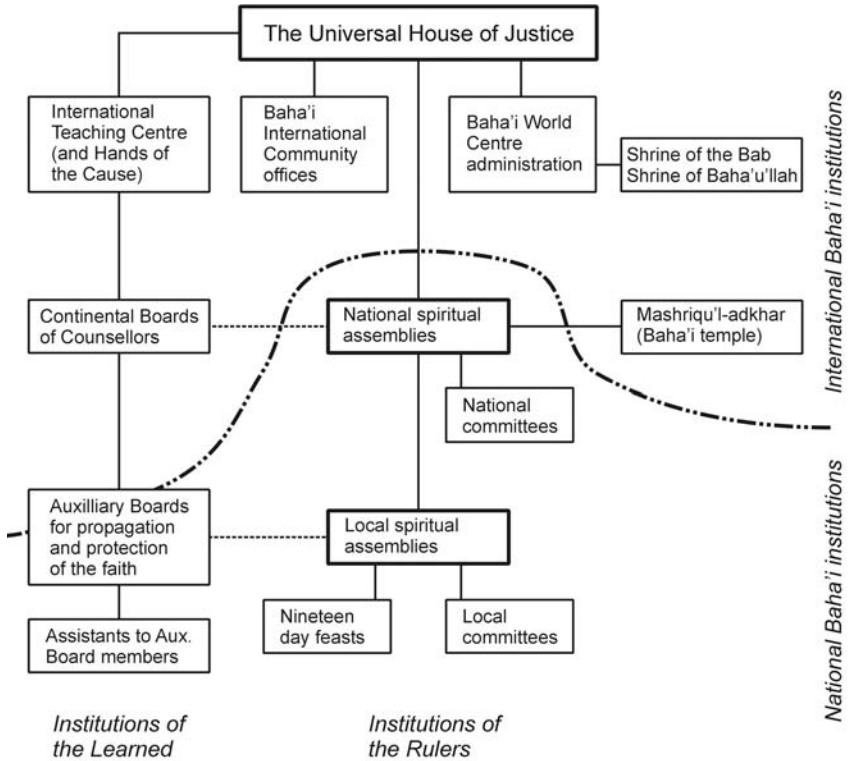 The Universal House of Justice
International
Teaching Centre
(and Hands of
the Cause)
Baha'i
International
Community
offices
Baha'i World
Centre
administration
Shrine of the Bab
Shrine of Baha'u'llah
International Baha'i institutions
Continental Boards
of Counsellors
National spiritual
assemblies
Mashriqu'l-adkhar
(Baha'i temple)
National
committees
Auxilliary Boards
for propagation
and protection
of the faith
Local spiritual
assemblies
National Baha'i institutions
Assistants to Aux.
Board members
Nineteen
day feasts
Local
committees
Institutions of
the Learned
Institutions of
the Rulers